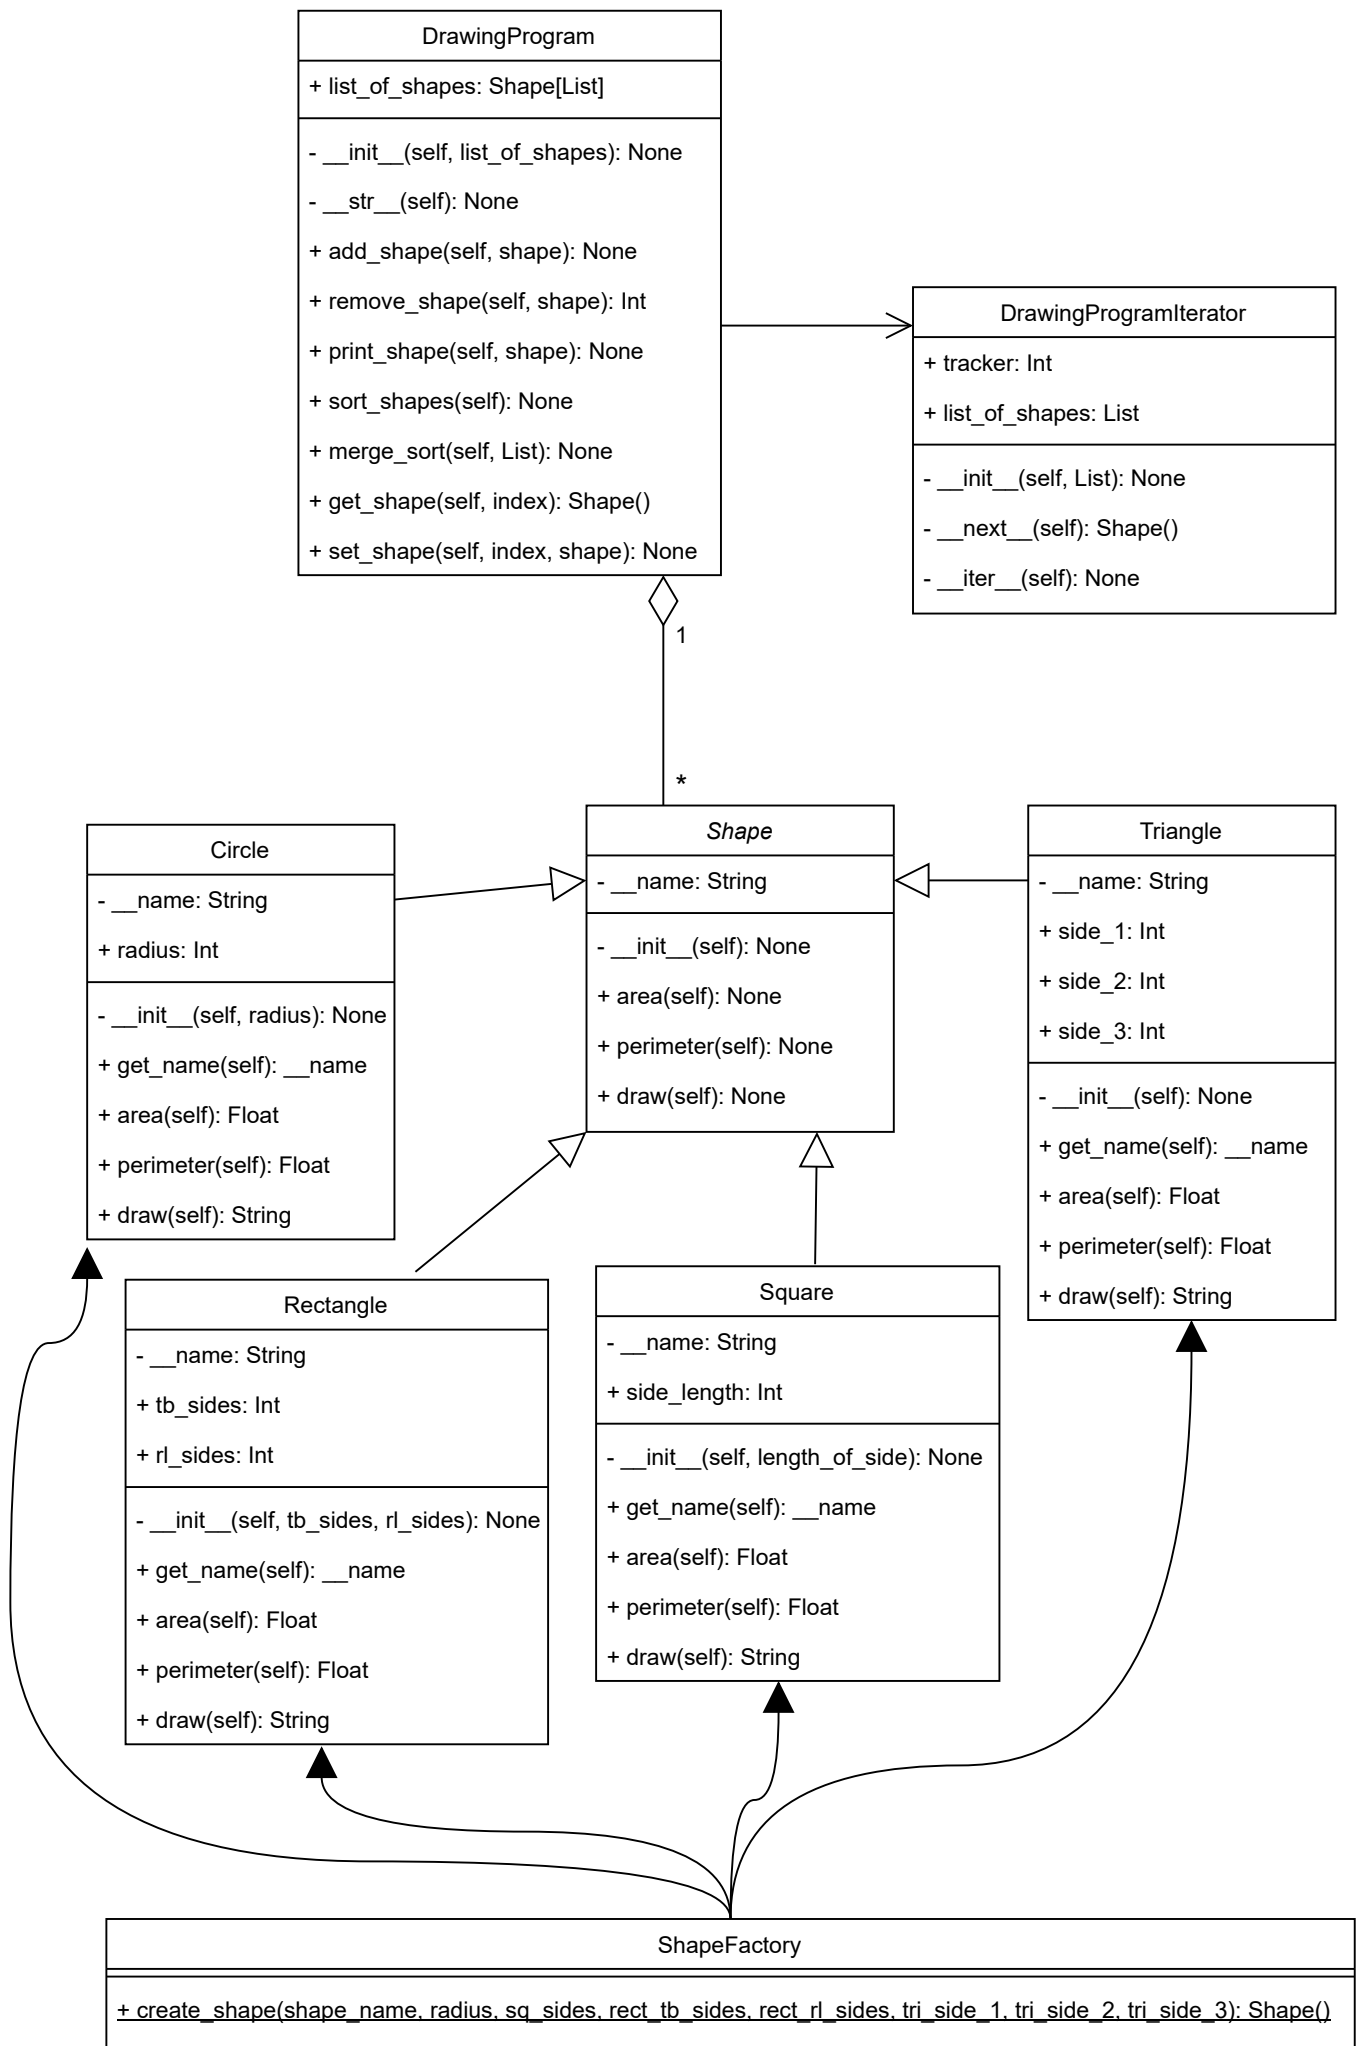 DrawingProgram
+ list_of_shapes: Shape[List]
- __init__(self, list_of_shapes): None
- __str__(self): None
+ add_shape(self, shape): None
+ remove_shape(self, shape): Int
+ print_shape(self, shape): None
+ sort_shapes(self): None
+ merge_sort(self, List): None
+ get_shape(self, index): Shape()
+ set_shape(self, index, shape): None
DrawingProgramIterator
+ tracker: Int
+ list_of_shapes: List
- __init__(self, List): None
- __next__(self): Shape()
- __iter__(self): None
1
*
Circle
- __name: String
+ radius: Int
- __init__(self, radius): None
+ get_name(self): __name
+ area(self): Float
+ perimeter(self): Float
+ draw(self): String
Shape
- __name: String
- __init__(self): None
+ area(self): None
+ perimeter(self): None
+ draw(self): None
Triangle
- __name: String
+ side_1: Int
+ side_2: Int
+ side_3: Int
- __init__(self): None
+ get_name(self): __name
+ area(self): Float
+ perimeter(self): Float
+ draw(self): String
Rectangle
- __name: String
+ tb_sides: Int
+ rl_sides: Int
- __init__(self, tb_sides, rl_sides): None
+ get_name(self): __name
+ area(self): Float
+ perimeter(self): Float
+ draw(self): String
Square
- __name: String
+ side_length: Int
- __init__(self, length_of_side): None
+ get_name(self): __name
+ area(self): Float
+ perimeter(self): Float
+ draw(self): String
ShapeFactory
+ create_shape(shape_name, radius, sq_sides, rect_tb_sides, rect_rl_sides, tri_side_1, tri_side_2, tri_side_3): Shape()